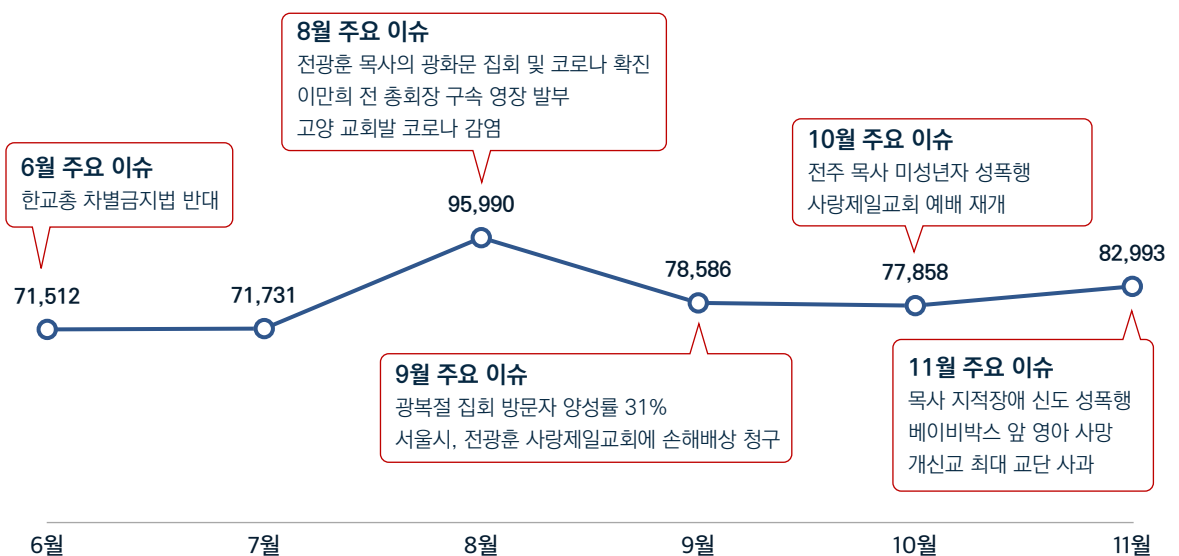 8월 주요 이슈
전광훈 목사의 광화문 집회 및 코로나 확진
이만희 전 총회장 구속 영장 발부
고양 교회발 코로나 감염
6월 주요 이슈
한교총 차별금지법 반대
10월 주요 이슈
전주 목사 미성년자 성폭행
사랑제일교회 예배 재개
71,512
71,731
95,990
78,586
77,858
82,993
9월 주요 이슈
광복절 집회 방문자 양성률 31%
서울시, 전광훈 사랑제일교회에 손해배상 청구
11월 주요 이슈
목사 지적장애 신도 성폭행
베이비박스 앞 영아 사망
개신교 최대 교단 사과
6월
7월
8월
9월
10월
11월